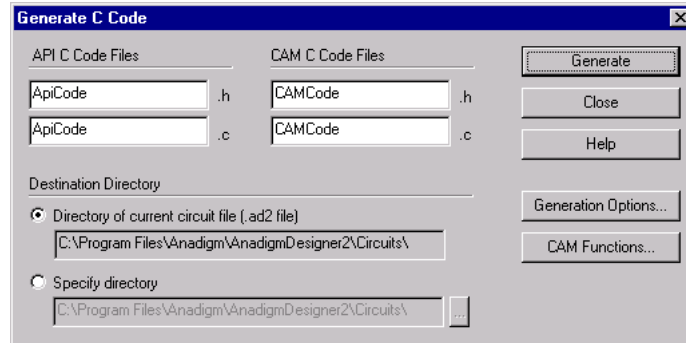 Generate C Code
API C Code Files
CAM C Code Files
ApiCode .h
CAMCode .h
ApiCode .c
CAMCode .c
Generate
Close
Help
Destination Directory
Directory of current circuit file (.ad2 file)
C:\Program Files\Anadigm\AnadigmDesigner2\Circuits\
Specify directory
C:\Program Files\Anadigm\AnadigmDesigner2\Circuits\ ...
Generation Options...
CAM Functions...